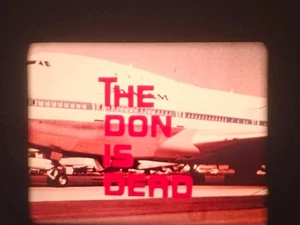 THE
DON
IS
DEAD